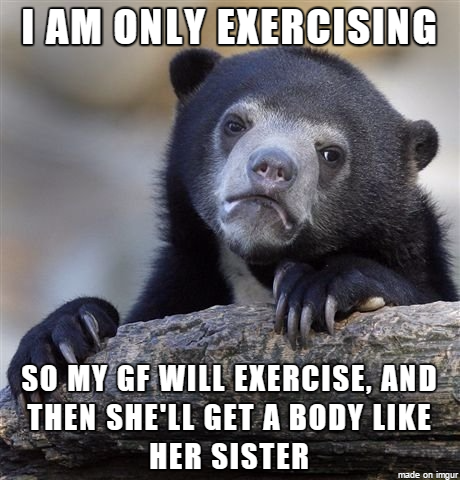 I AM ONLY EXERCISING
SO MY GF WILL EXERCISE, AND
THEN SHE'LL GET A BODY LIKE
HER SISTER
made on imgur